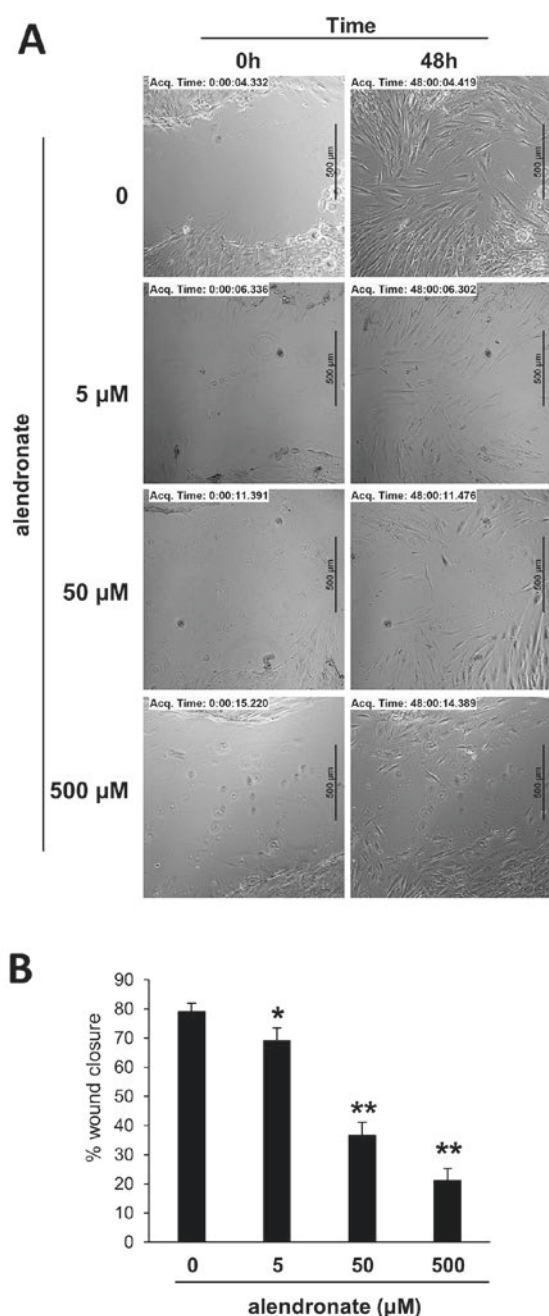 A
Time
0h 48h
Acq. Time: 0:00:04.332 Acq. Time: 48:00:04.419
0
500 µm 500 µm
Acq. Time: 0:00:06.336 Acq. Time: 48:00:06.302
5 µM
500 µm 500 µm
Acq. Time: 0:00:11.391 Acq. Time: 48:00:11.476
50 µM
500 µm 500 µm
Acq. Time: 0:00:15.220 Acq. Time: 48:00:14.389
500 µM
500 µm 500 µm
alendronate
B
% wound closure
90
80
70
60
50
40
30
20
10
0
*
**
**
0 5 50 500
alendronate (µM)